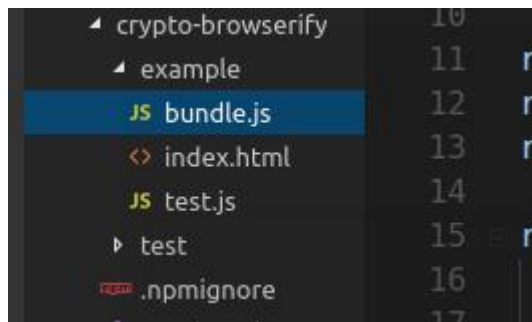 crypto-browserify
example
JS bundle.js
<> index.html
JS test.js
test
npm .npmignore
10
11 r
12 r
13 r
14
15 r
16
17